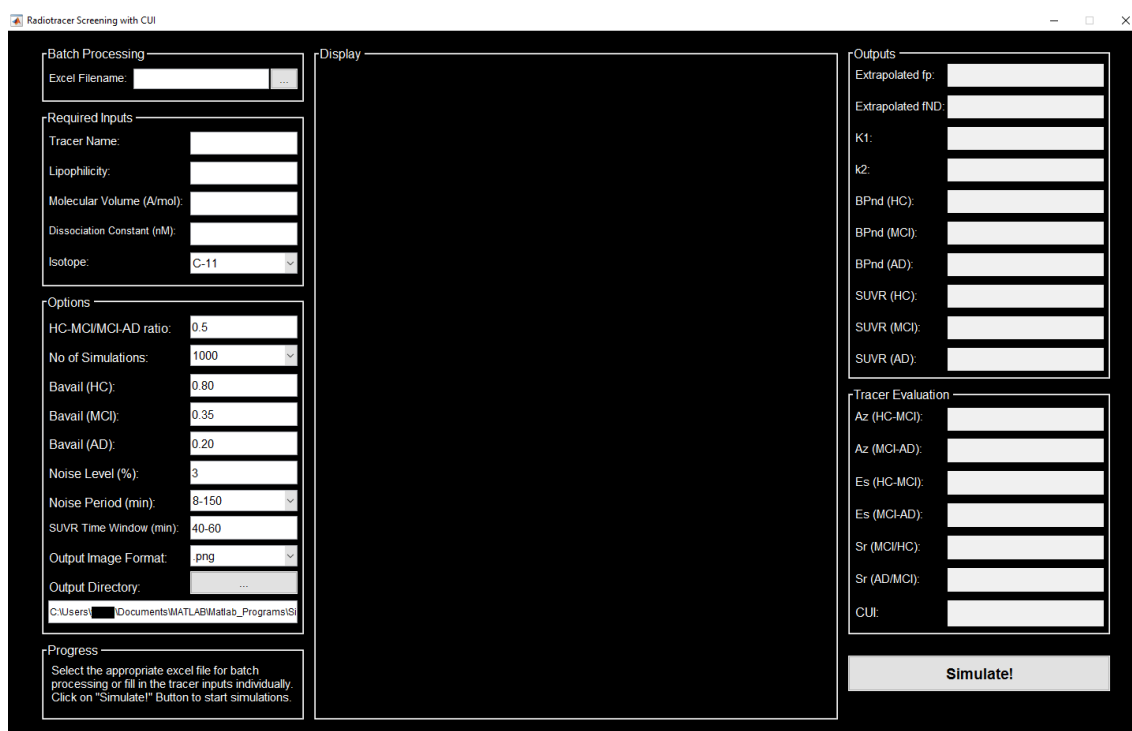 Radiotracer Screening with CUI
Batch Processing
Excel Filename:
...
Required Inputs
Tracer Name:
Lipophilicity:
Molecular Volume (A/mol):
Dissociation Constant (nM):
Isotope: C-11
Options
HC-MCI/MCI-AD ratio: 0.5
No of Simulations: 1000
Bavail (HC): 0.80
Bavail (MCI): 0.35
Bavail (AD): 0.20
Noise Level (%): 3
Noise Period (min): 8-150
SUVR Time Window (min): 40-60
Output Image Format: .png
Output Directory: ...
C:\Users\ \Documents\MATLAB\Matlab_Programs\Si
Progress
Select the appropriate excel file for batch
processing or fill in the tracer inputs individually.
Click on "Simulate!" Button to start simulations.
Display
Outputs
Extrapolated fp:
Extrapolated fND:
K1:
k2:
BPnd (HC):
BPnd (MCI):
BPnd (AD):
SUVR (HC):
SUVR (MCI):
SUVR (AD):
Tracer Evaluation
Az (HC-MCI):
Az (MCI-AD):
Es (HC-MCI):
Es (MCI-AD):
Sr (MCI/HC):
Sr (AD/MCI):
CUI:
Simulate!